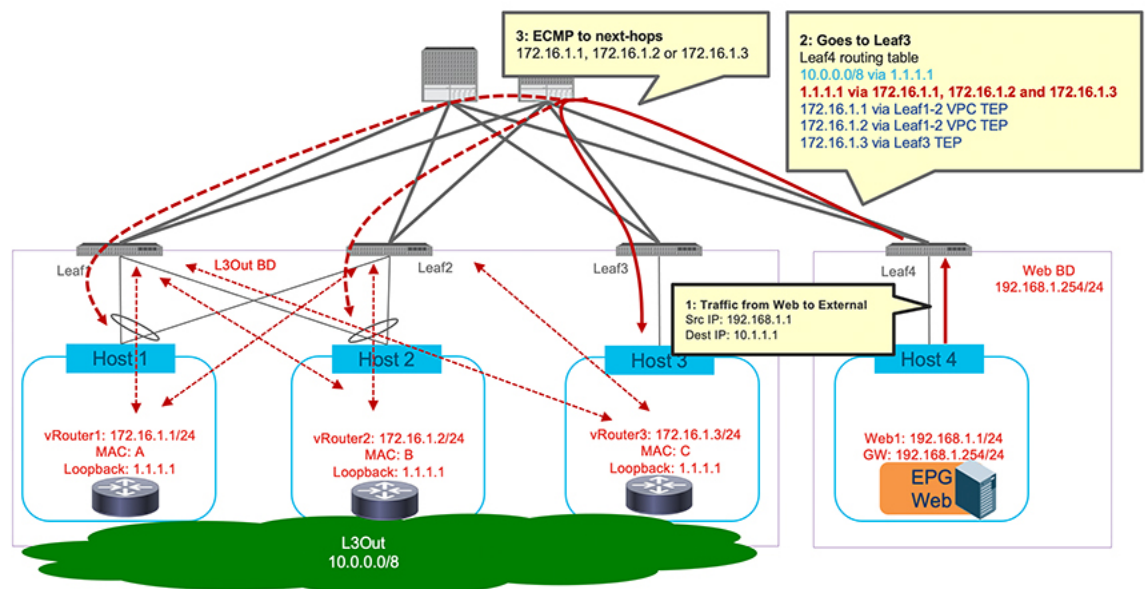 3: ECMP to next-hops
172.16.1.1, 172.16.1.2 or 172.16.1.3
2: Goes to Leaf3
Leaf4 routing table
10.0.0.0/8 via 1.1.1.1
1.1.1.1 via 172.16.1.1, 172.16.1.2 and 172.16.1.3
172.16.1.1 via Leaf1-2 VPC TEP
172.16.1.2 via Leaf1-2 VPC TEP
172.16.1.3 via Leaf3 TEP
Leaf1
L3Out BD
Leaf2
Leaf3
Leaf4
Web BD
192.168.1.254/24
1: Traffic from Web to External
Src IP: 192.168.1.1
Dest IP: 10.1.1.1
Host 1
Host 2
Host 3
Host 4
vRouter1: 172.16.1.1/24
MAC: A
Loopback: 1.1.1.1
vRouter2: 172.16.1.2/24
MAC: B
Loopback: 1.1.1.1
vRouter3: 172.16.1.3/24
MAC: C
Loopback: 1.1.1.1
Web1: 192.168.1.1/24
GW: 192.168.1.254/24
EPG
Web
L3Out
10.0.0.0/8